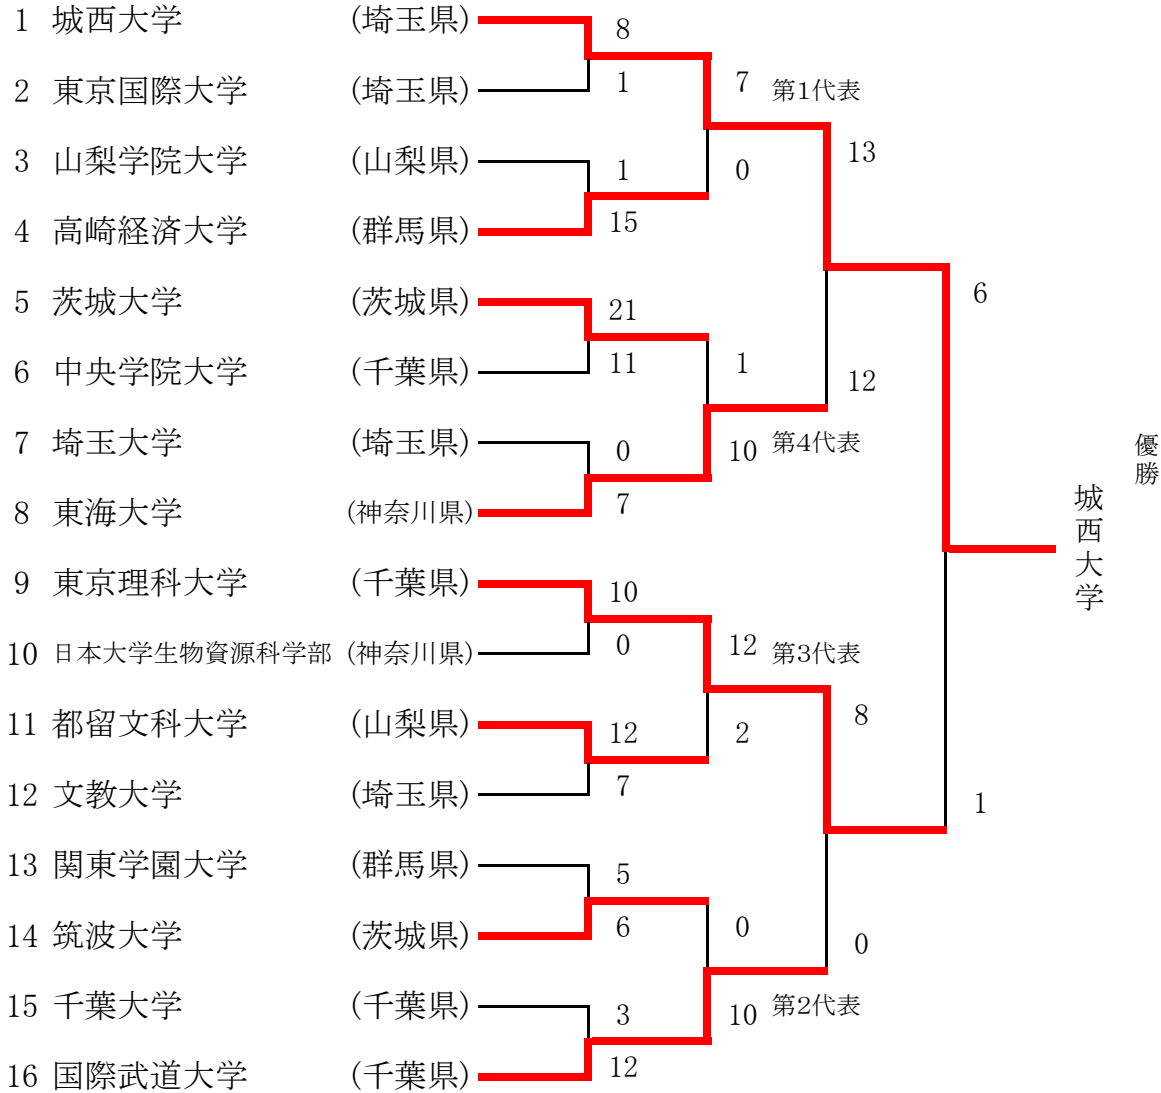 1 城西大学 (埼玉県) 8
2 東京国際大学 (埼玉県) 1 7 第1代表
3 山梨学院大学 (山梨県) 1 0 13
4 高崎経済大学 (群馬県) 15
5 茨城大学 (茨城県) 21 6
6 中央学院大学 (千葉県) 11 1 12
7 埼玉大学 (埼玉県) 0 10 第4代表
8 東海大学 (神奈川県) 7
優勝
城西大学
9 東京理科大学 (千葉県) 10
10 日本大学生物資源科学部 (神奈川県) 0 12 第3代表
11 都留文科大学 (山梨県) 12 2 8
12 文教大学 (埼玉県) 7 1
13 関東学園大学 (群馬県) 5
14 筑波大学 (茨城県) 6 0 0
15 千葉大学 (千葉県) 3 10 第2代表
16 国際武道大学 (千葉県) 12